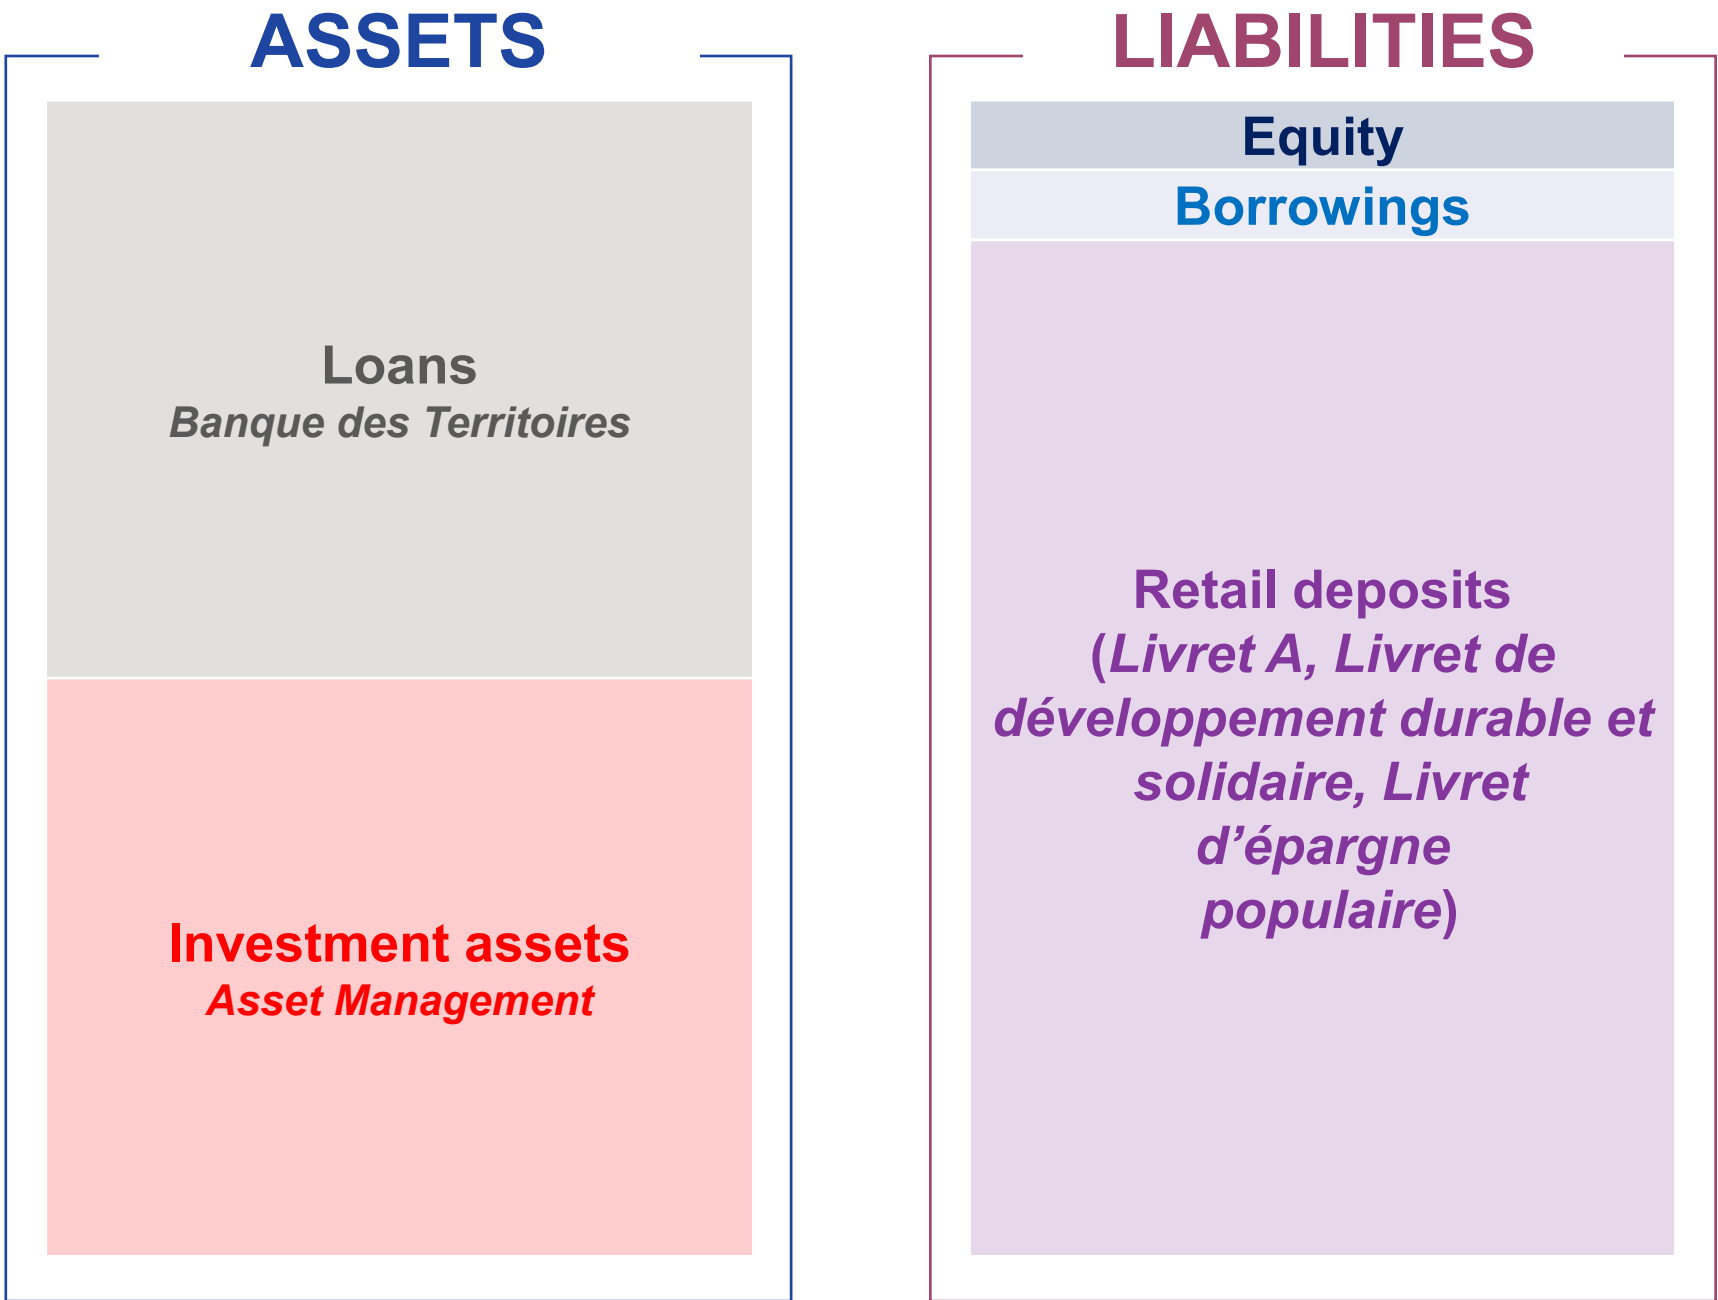 ASSETS
Loans
Banque des Territoires
Investment assets
Asset Management
LIABILITIES
Equity
Borrowings
Retail deposits
(Livret A, Livret de
développement durable et
solidaire, Livret
d’épargne
populaire)